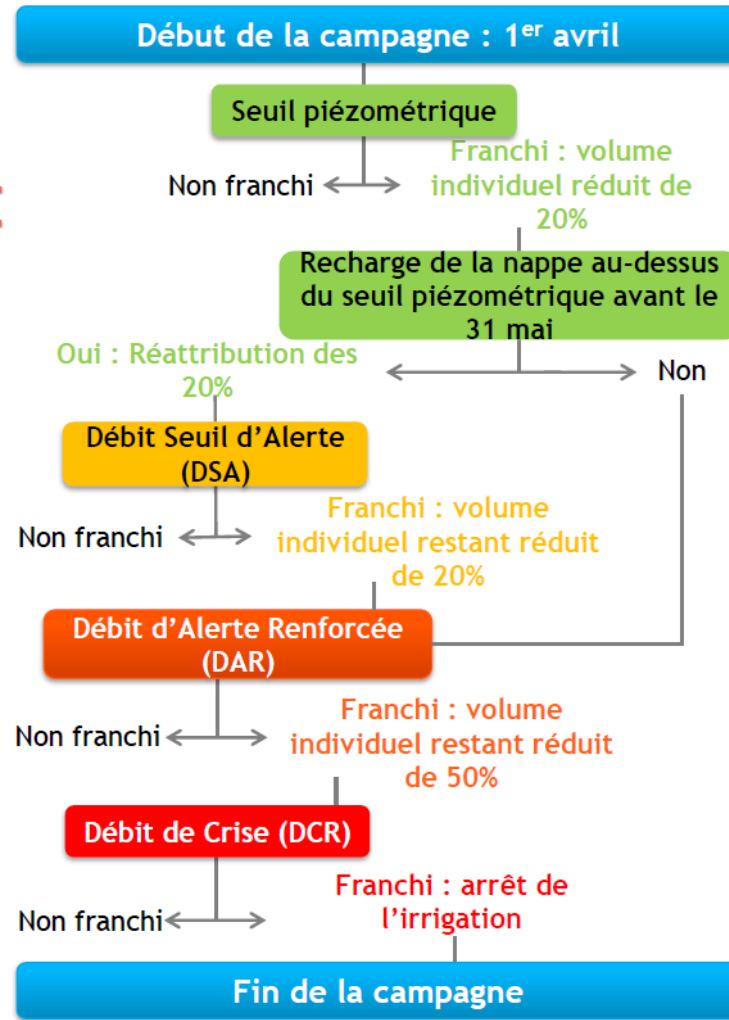 Début de la campagne : 1er avril
Seuil piézométrique
Non franchi
Franchi : volume
individuel réduit de
20%
Recharge de la nappe au-dessus
du seuil piézométrique avant le
31 mai
Oui : Réattribution des
20%
Non
Débit Seuil d'Alerte
(DSA)
Non franchi
Franchi : volume
individuel restant réduit
de 20%
Débit d'Alerte Renforcée
(DAR)
Non franchi
Franchi : volume
individuel restant réduit
de 50%
Débit de Crise (DCR)
Non franchi
Franchi : arrêt de
l'irrigation
Fin de la campagne